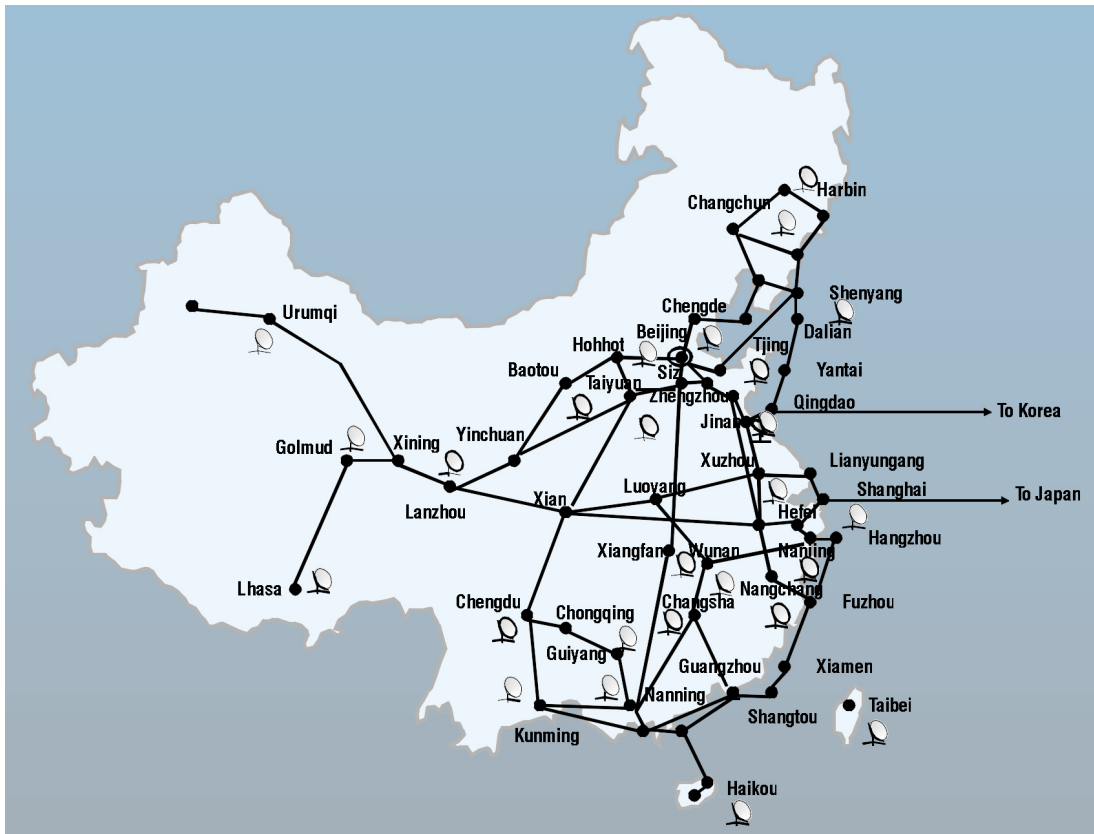 Harbin
Changchun
Shenyang
Urumqi
Chengde
Beijing
Dalian
Hohhot
Tjing
Siz
Baotou
Taiyuan
Yantai
Zhengzhou
Qingdao
To Korea
Jinan
Yinchuan
Golmud
Xining
Xuzhou
Lianyungang
Luoyang
Shanghai
To Japan
Xian
Lanzhou
Hefei
Hangzhou
Xiangfan
Wunan
Nanjing
Lhasa
Nangchang
Chengdu
Chongqing
Changsha
Fuzhou
Guiyang
Guangzhou
Xiamen
Nanning
Shangtou
Taibei
Kunming
Haikou